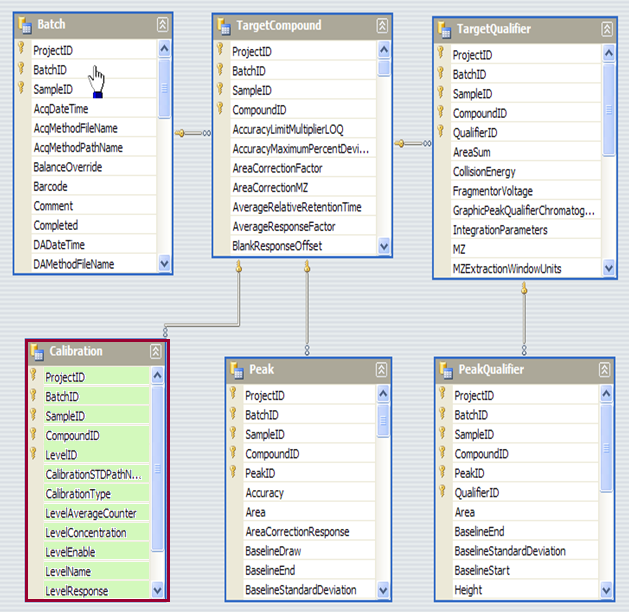 Batch
ProjectID
BatchID
SampleID
AcqDateTime
AcqMethodFileName
AcqMethodPathName
BalanceOverride
Barcode
Comment
Completed
DADateTime
DAMethodFileName
TargetCompound
ProjectID
BatchID
SampleID
CompoundID
AccuracyLimitMultiplierLOQ
AccuracyMaximumPercentDevi...
AreaCorrectionFactor
AreaCorrectionMZ
AverageRelativeRetentionTime
AverageResponseFactor
BlankResponseOffset
TargetQualifier
ProjectID
BatchID
SampleID
CompoundID
QualifierID
AreaSum
CollisionEnergy
FragmentorVoltage
GraphicPeakQualifierChromatog...
IntegrationParameters
MZ
MZExtractionWindowUnits
Calibration
ProjectID
BatchID
SampleID
CompoundID
LevelID
CalibrationSTDPathN...
CalibrationType
LevelAverageCounter
LevelConcentration
LevelEnable
LevelName
LevelResponse
Peak
ProjectID
BatchID
SampleID
CompoundID
PeakID
Accuracy
Area
AreaCorrectionResponse
BaselineDraw
BaselineEnd
BaselineStandardDeviation
PeakQualifier
ProjectID
BatchID
SampleID
CompoundID
PeakID
QualifierID
Area
BaselineEnd
BaselineStandardDeviation
BaselineStart
Height